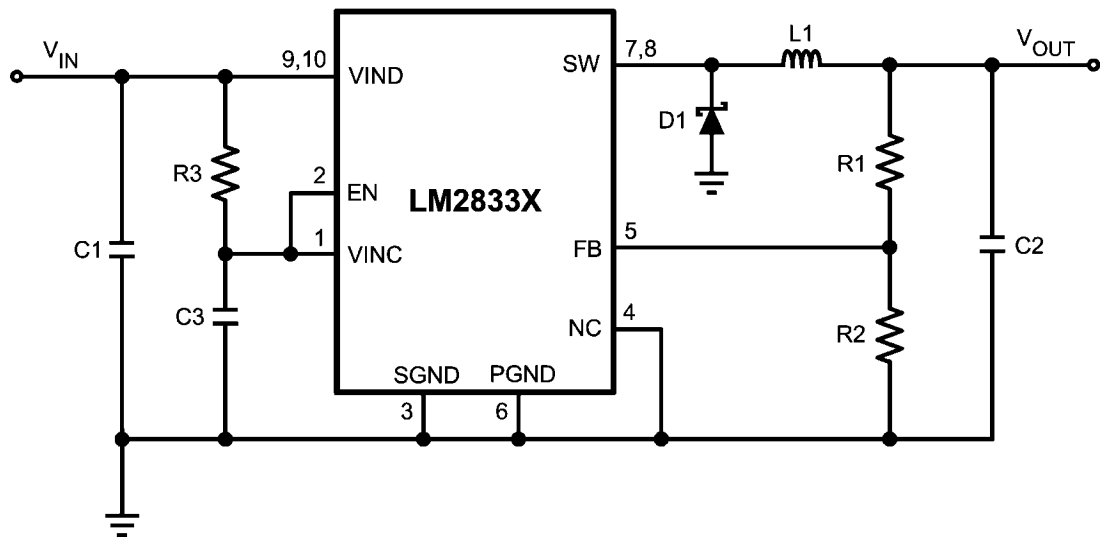 VIN
9,10
VIND
SW
7,8
L1
VOUT
D1
R3
2
EN
LM2833X
R1
1
VINC
FB
5
C1
C2
C3
NC
4
R2
SGND
PGND
3
6